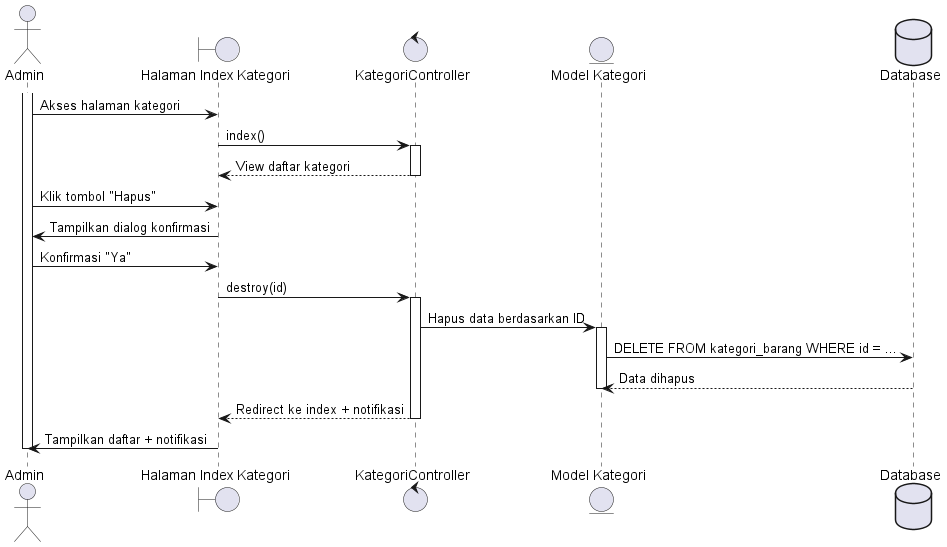 Admin
Halaman Index Kategori
KategoriController
Model Kategori
Database
Akses halaman kategori
index()
View daftar kategori
Klik tombol "Hapus"
Tampilkan dialog konfirmasi
Konfirmasi "Ya"
destroy(id)
Hapus data berdasarkan ID
DELETE FROM kategori_barang WHERE id = ...
Data dihapus
Redirect ke index + notifikasi
Tampilkan daftar + notifikasi
Admin
Halaman Index Kategori
KategoriController
Model Kategori
Database